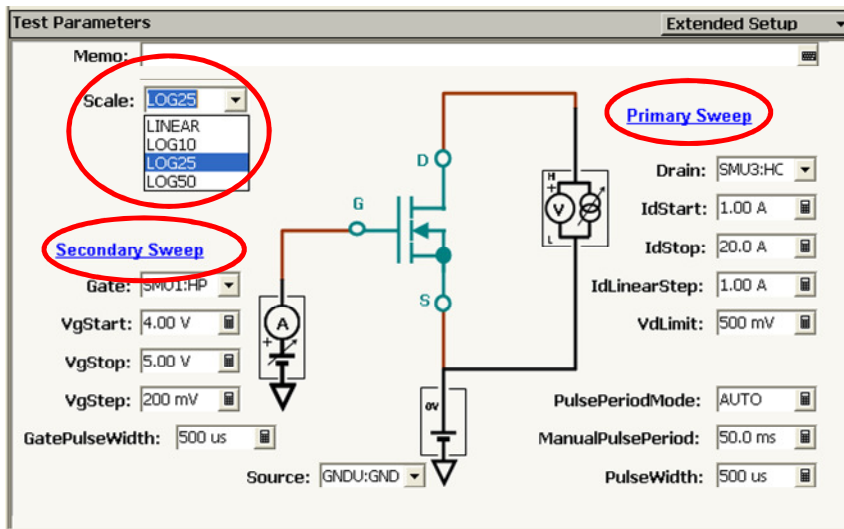 Test Parameters
Extended Setup
Memo:
Scale: LOG25
LINEAR
LOG10
LOG25
LOG50
Primary Sweep
Drain: SMU3:HC
IdStart: 1.00 A
IdStop: 20.0 A
IdLinearStep: 1.00 A
VdLimit: 500 mV
D
G
S
H
+
V
L
A
+
0V
Secondary Sweep
Gate: SMU1:HP
VgStart: 4.00 V
VgStop: 5.00 V
VgStep: 200 mV
GatePulseWidth: 500 us
Source: GNDU:GND
PulsePeriodMode: AUTO
ManualPulsePeriod: 50.0 ms
PulseWidth: 500 us